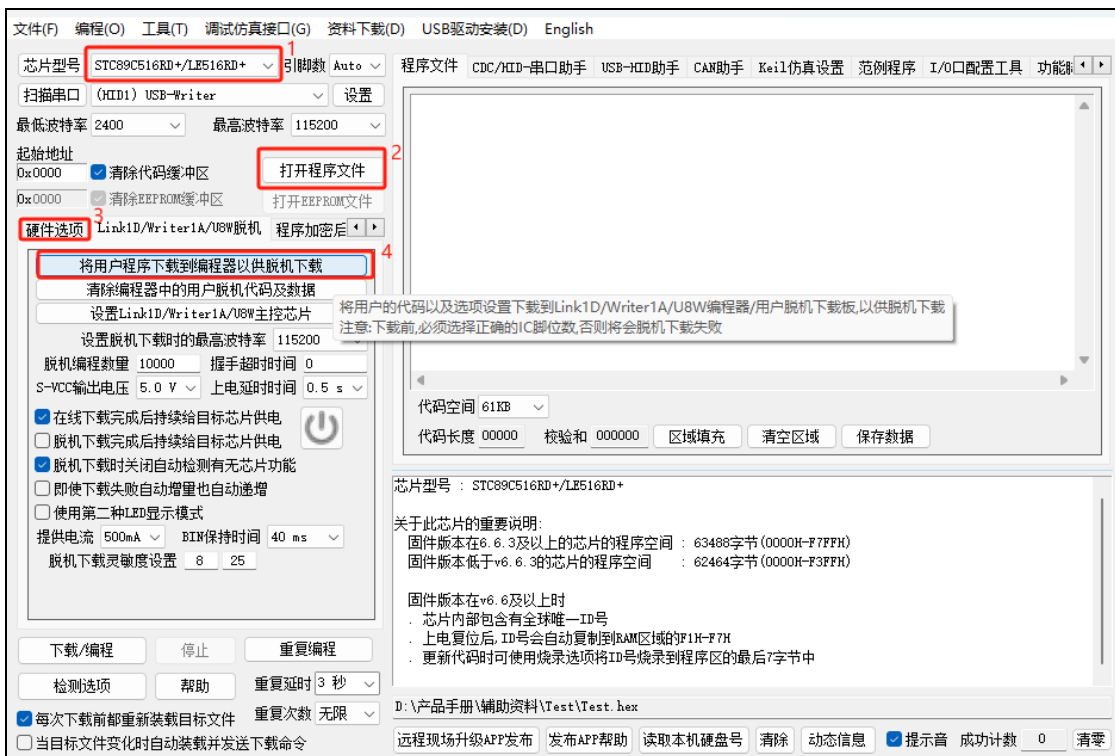 文件(F) 编程(O) 工具(T) 调试仿真接口(G) 资料下载(D) USB驱动安装(D) English
1
芯片型号 STC89C516RD+/LE516RD+ 引脚数 Auto
扫描串口 (HID1) USB-Writer 设置
最低波特率 2400 最高波特率 115200
起始地址
2
0x0000 清除代码缓冲区 打开程序文件
0x0000 清除EEPROM缓冲区 打开EEPROM文件
3
硬件选项 Link1D/Writer1A/U8W脱机 程序加密后
4
将用户程序下载到编程器以供脱机下载
清除编程器中的用户脱机代码及数据
设置Link1D/Writer1A/U8W主控芯片
设置脱机下载时的最高波特率 115200
脱机编程数量 10000 握手超时时间 0
S-VCC输出电压 5.0 V 上电延时时间 0.5 s
在线下载完成后持续给目标芯片供电
脱机下载完成后持续给目标芯片供电
脱机下载时关闭自动检测有无芯片功能
即使下载失败自动增量也自动递增
使用第二种LED显示模式
提供电流 500mA BIN保持时间 40 ms
脱机下载灵敏度设置 8 25
下载/编程 停止 重复编程
检测选项 帮助 重复延时 3 秒
每次下载前都重新装载目标文件 重复次数 无限
当目标文件变化时自动装载并发送下载命令
程序文件 CDC/HID-串口助手 USB-HID助手 CAN助手 Keil仿真设置 范例程序 I/O口配置工具
将用户的代码以及选项设置下载到Link1D/Writer1A/U8W编程器/用户脱机下载板,以供脱机下载
注意:下载前,必须选择正确的IC脚位数,否则将会脱机下载失败
代码空间 61KB
代码长度 00000 校验和 000000 区域填充 清空区域 保存数据
芯片型号 : STC89C516RD+/LE516RD+
关于此芯片的重要说明:
固件版本在6.6.3及以上的芯片的程序空间 : 63488字节(0000H-F7FFH)
固件版本低于v6.6.3的芯片的程序空间 : 62464字节(0000H-F3FFH)
固件版本在v6.6及以上时
. 芯片内部包含有全球唯一ID号
. 上电复位后,ID号会自动复制到RAM区域的F1H-F7H
. 更新代码时可使用烧录选项将ID号烧录到程序区的最后7字节中
D:\产品手册\辅助资料\Test\Test.hex
远程现场升级APP发布 发布APP帮助 读取本机硬盘号 清除 动态信息 提示音 成功计数 0 清零